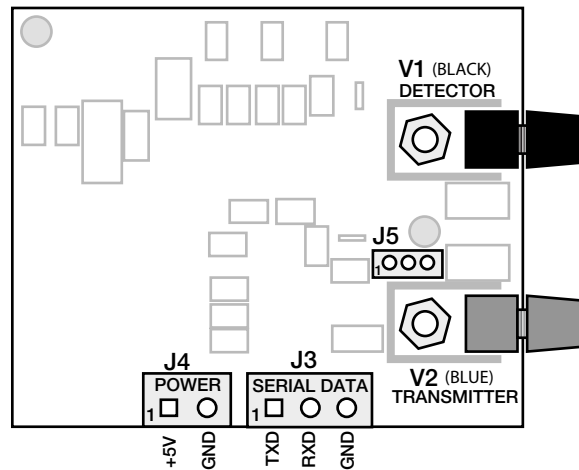 V1 (BLACK)
DETECTOR
J5
1
V2 (BLUE)
TRANSMITTER
J4
POWER
1
+5V
GND
J3
SERIAL DATA
1
TXD
RXD
GND